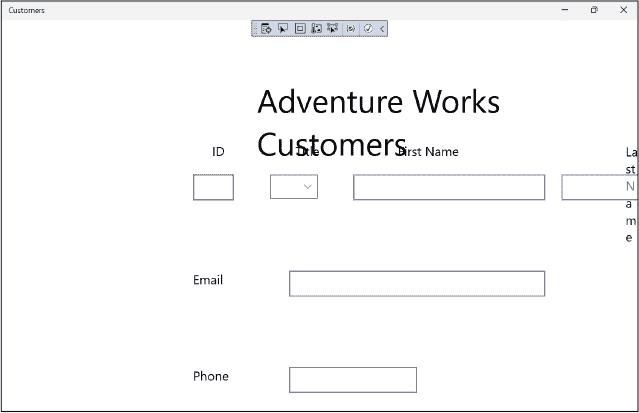 Customers
Adventure Works
Customers
ID
Title
First Name
La
st
N
a
m
e
Email
Phone